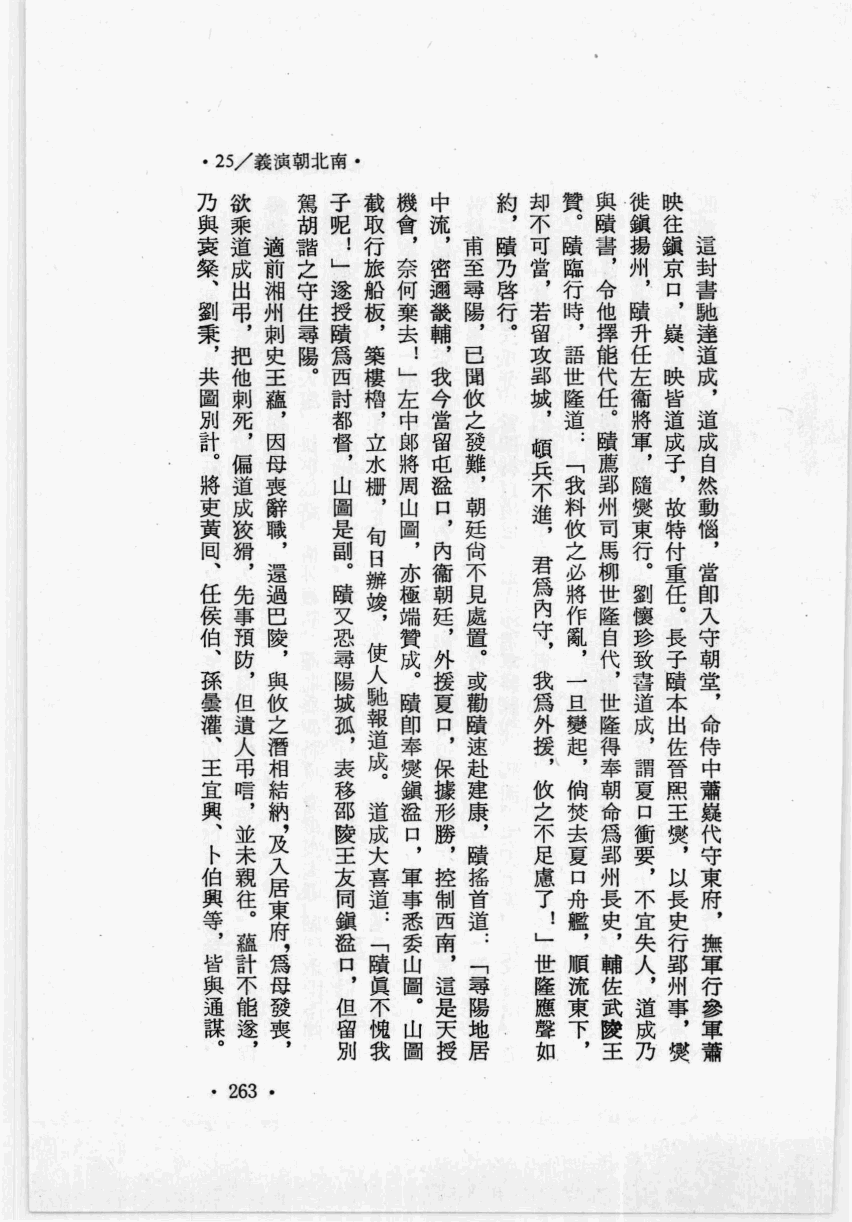 •25／義演朝北南•
這封書馳達道成，道成自然動惱，當卽入守朝堂，命侍中蕭嶷代守東府，撫軍行參軍蕭
映往鎭京口，嶷、映皆道成子，故特付重任。長子賾本出佐晉熙王燮，以長史行郢州事，燮
徙鎭揚州，賾升任左衞將軍，隨燮東行。劉懷珍致書道成，謂夏口衝要，不宜失人，道成乃
與賾書，令他擇能代任。賾薦郢州司馬柳世隆自代，世隆得奉朝命爲郢州長史，輔佐武陵王
贊。賾臨行時，語世隆道：「我料攸之必將作亂，一旦變起，倘焚去夏口舟艦，順流東下，
却不可當，若留攻郢城，頓兵不進，君爲內守，我爲外援，攸之不足慮了！」世隆應聲如
約，賾乃啓行。
甫至尋陽，已聞攸之發難，朝廷尙不見處置。或勸賾速赴建康，賾搖首道：「尋陽地居
中流，密邇畿輔，我今當留屯湓口，內衞朝廷，外援夏口，保據形勝，控制西南，這是天授
機會，奈何棄去！」左中郎將周山圖，亦極端贊成。賾卽奉燮鎭湓口，軍事悉委山圖。山圖
截取行旅船板，築樓櫓，立水栅，旬日辦竣，使人馳報道成。道成大喜道：「賾眞不愧我
子呢！」遂授賾爲西討都督，山圖是副。賾又恐尋陽城孤，表移邵陵王友同鎭湓口，但留別
駕胡諧之守住尋陽。
適前湘州刺史王蘊，因母喪辭職，還過巴陵，與攸之潛相結納，及入居東府，爲母發喪，
欲乘道成出弔，把他刺死，偏道成狡猾，先事預防，但遣人弔唁，並未親往。蘊計不能遂，
乃與袁粲、劉秉，共圖別計。將吏黃回、任侯伯、孫曇瓘、王宜興、卜伯興等，皆與通謀。
•263•